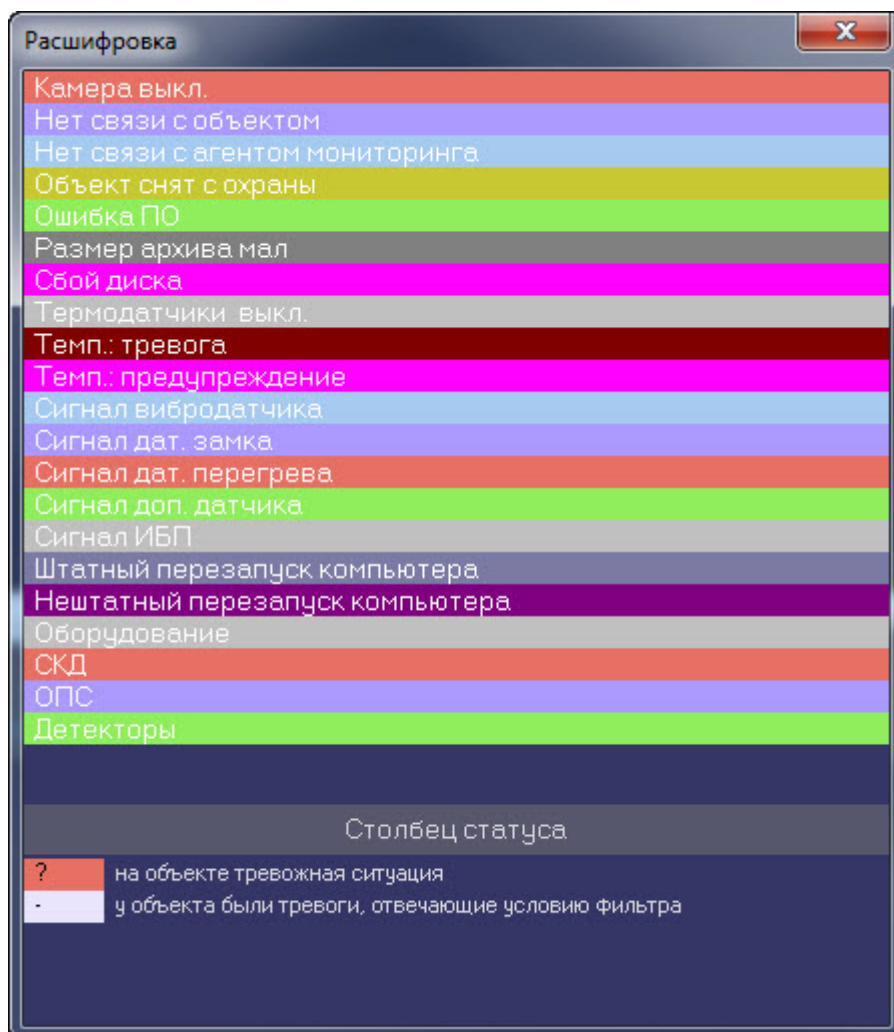 Расшифровка
Камера выкл.
Нет связи с объектом
Нет связи с агентом мониторинга
Объект снят с охраны
Ошибка ПО
Размер архива мал
Сбой диска
Термодатчики выкл.
Темп.: тревога
Темп.: предупреждение
Сигнал вибродатчика
Сигнал дат. замка
Сигнал дат. перегрева
Сигнал доп. датчика
Сигнал ИБП
Штатный перезапуск компьютера
Нештатный перезапуск компьютера
Оборудование
СКД
ОПС
Детекторы
Столбец статуса
? на объекте тревожная ситуация
- у объекта были тревоги, отвечающие условию фильтра